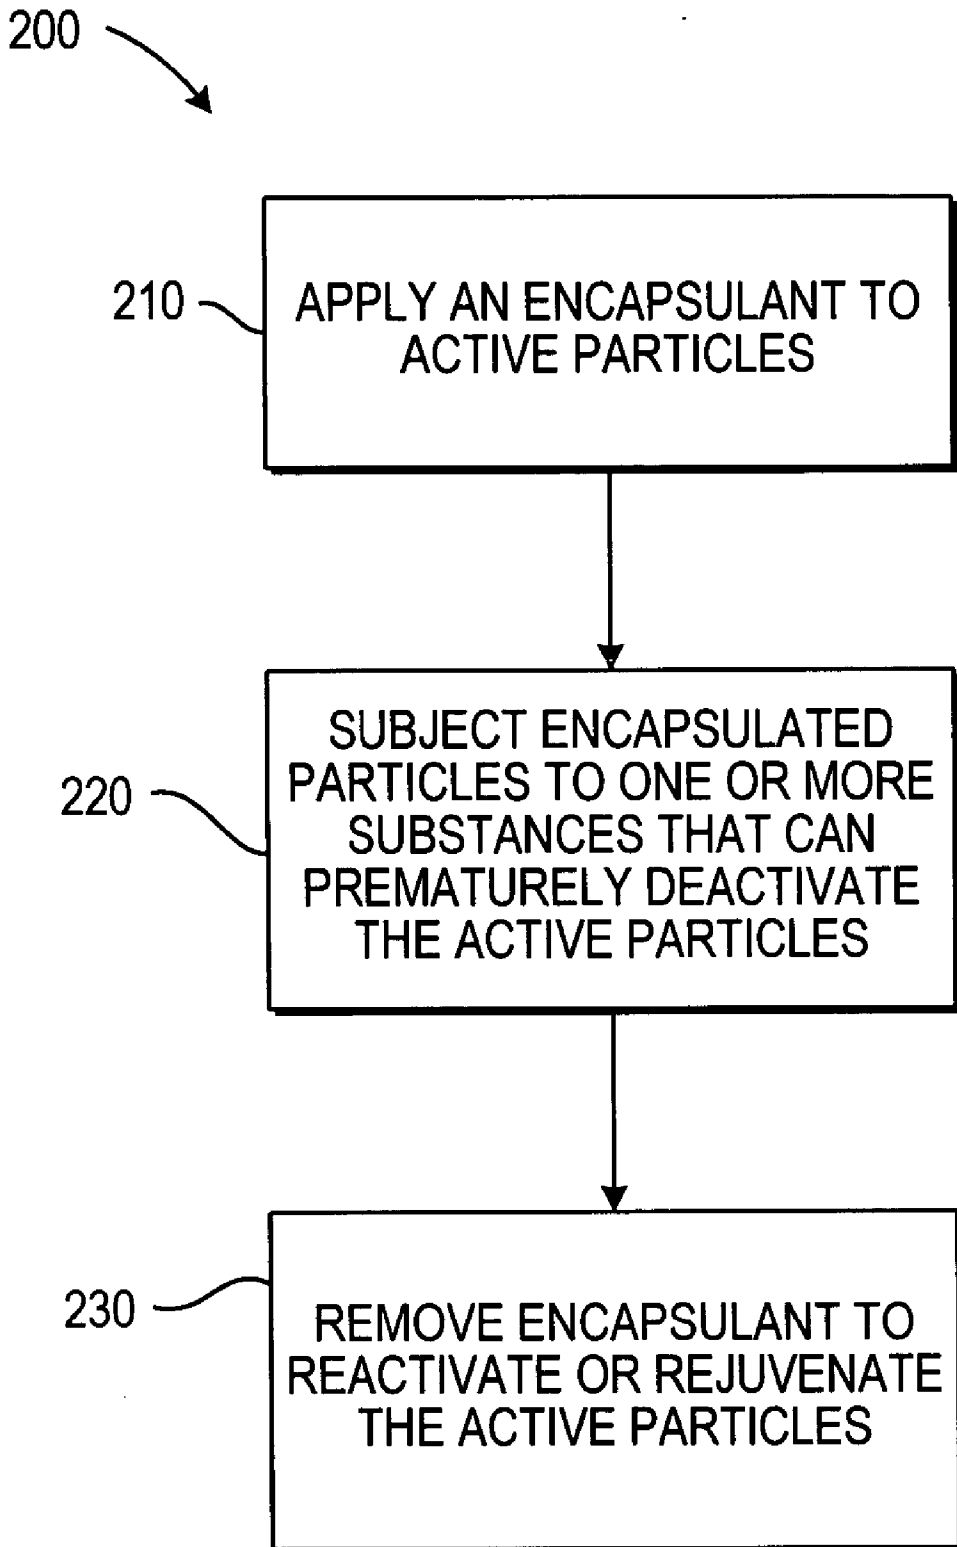 200
210
APPLY AN ENCAPSULANT TO
ACTIVE PARTICLES
220
SUBJECT ENCAPSULATED
PARTICLES TO ONE OR MORE
SUBSTANCES THAT CAN
PREMATURELY DEACTIVATE
THE ACTIVE PARTICLES
230
REMOVE ENCAPSULANT TO
REACTIVATE OR REJUVENATE
THE ACTIVE PARTICLES